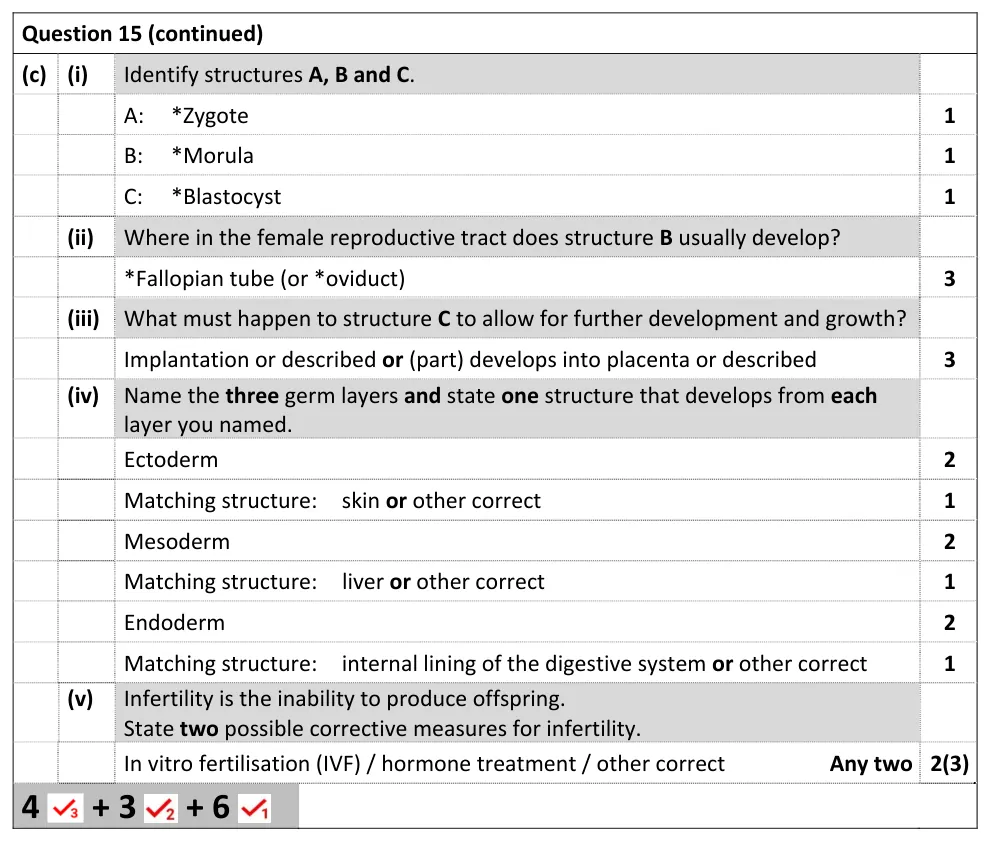 Question 15 (continued)
(c) (i) Identify structures A, B and C.
A: *Zygote 1
B: *Morula 1
C: *Blastocyst 1
(ii) Where in the female reproductive tract does structure B usually develop?
*Fallopian tube (or *oviduct) 3
(iii) What must happen to structure C to allow for further development and growth?
Implantation or described or (part) develops into placenta or described 3
(iv) Name the three germ layers and state one structure that develops from each
layer you named.
Ectoderm 2
Matching structure: skin or other correct 1
Mesoderm 2
Matching structure: liver or other correct 1
Endoderm 2
Matching structure: internal lining of the digestive system or other correct 1
(v) Infertility is the inability to produce offspring.
State two possible corrective measures for infertility.
In vitro fertilisation (IVF) / hormone treatment / other correct Any two 2(3)
4 ✓3 + 3 ✓2 + 6 ✓1